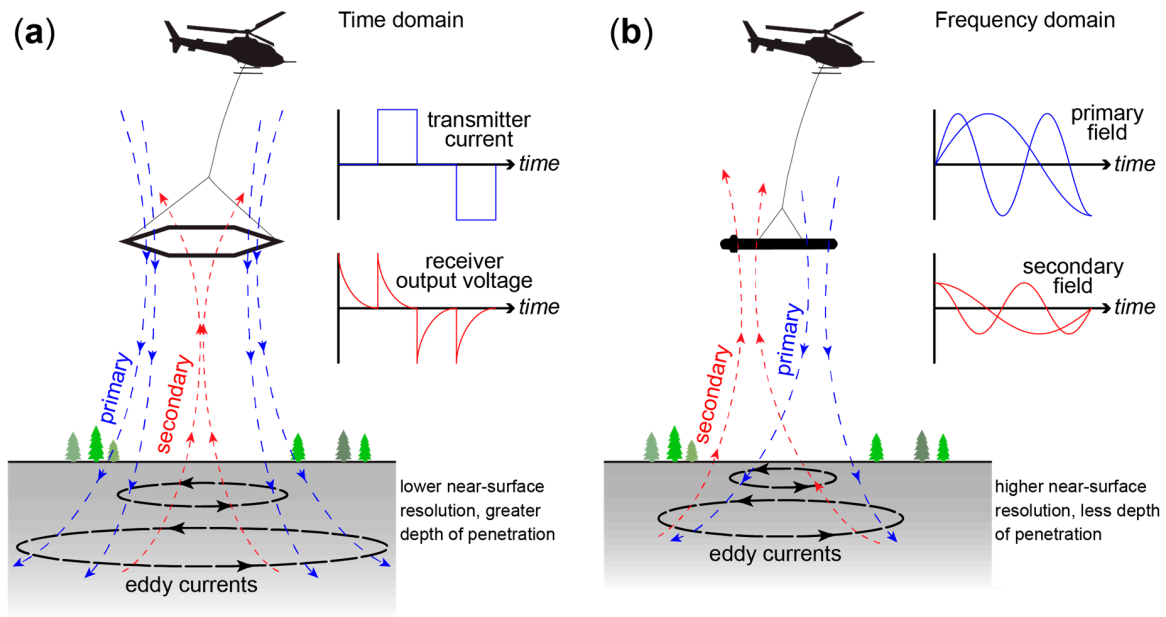 (a)
Time domain
transmitter
current
time
receiver
output voltage
time
primary
secondary
lower near-surface
resolution, greater
depth of penetration
eddy currents
(b)
Frequency domain
primary
field
time
secondary
field
time
primary
secondary
higher near-surface
resolution, less depth
of penetration
eddy currents